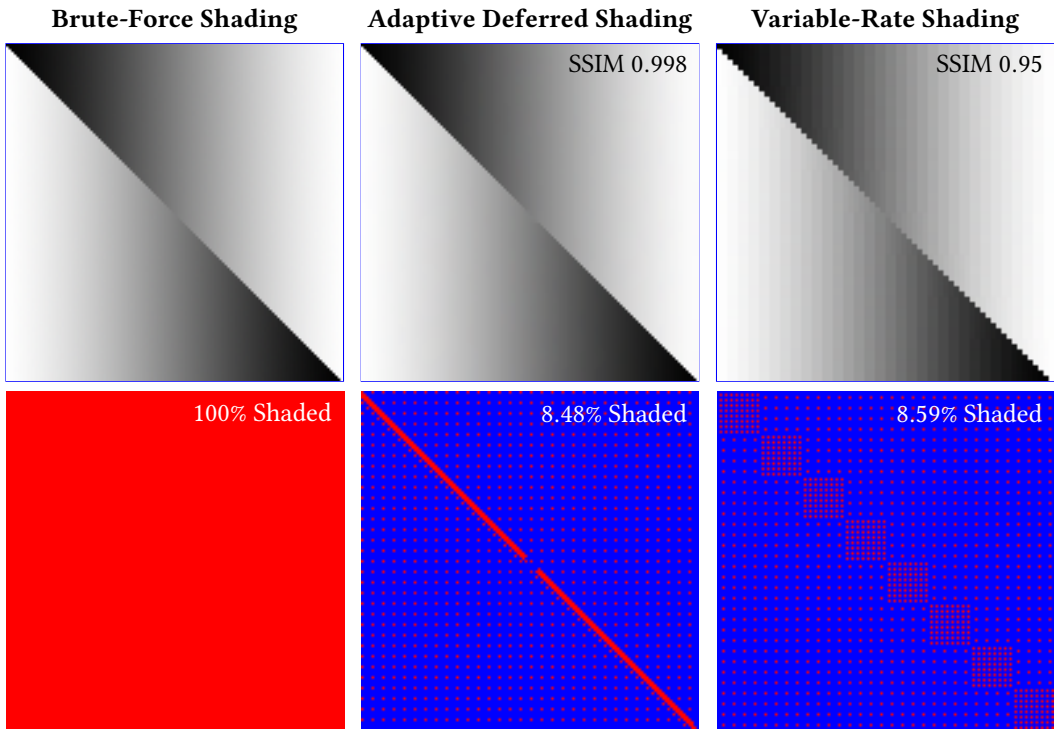 Brute-Force Shading
Adaptive Deferred Shading
Variable-Rate Shading
SSIM 0.998
SSIM 0.95
100% Shaded
8.48% Shaded
8.59% Shaded